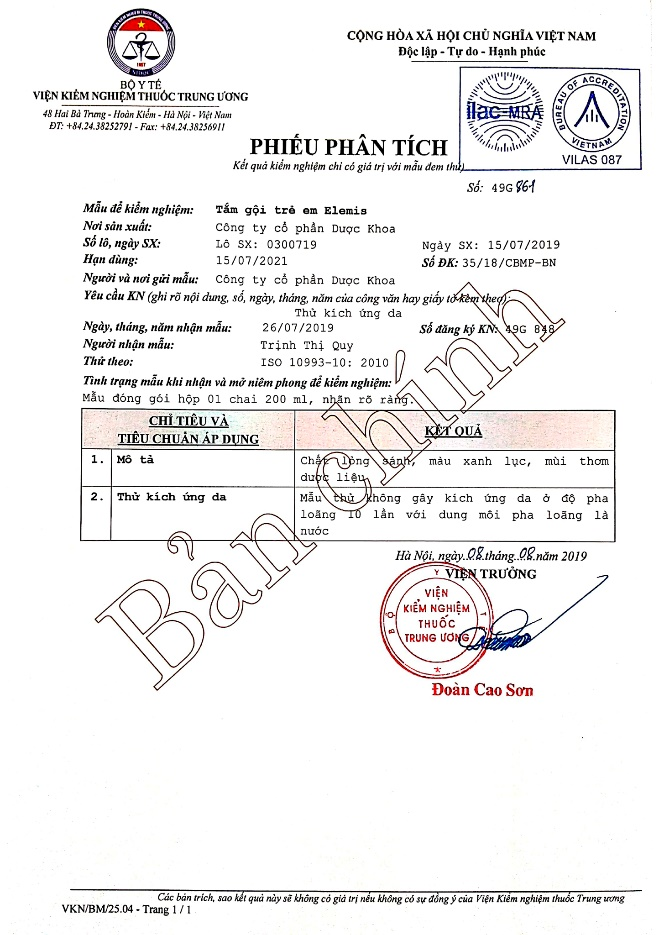 CỘNG HÒA XÃ HỘI CHỦ NGHĨA VIỆT NAM
Độc lập - Tự do - Hạnh phúc
BỘ Y TẾ
VIỆN KIỂM NGHIỆM THUỐC TRUNG ƯƠNG
48 Hai Bà Trưng - Hoàn Kiếm - Hà Nội - Việt Nam
ĐT: +84.24.38252791 - Fax: +84.24.38256911
ilac-MRA
BUREAU OF ACCREDITATION
VIETNAM
VILAS 087
PHIẾU PHÂN TÍCH
Kết quả kiểm nghiệm chỉ có giá trị với mẫu đem thử)
Số: 49G 861
Mẫu để kiểm nghiệm: Tắm gội trẻ em Elemis
Nơi sản xuất: Công ty cổ phần Dược Khoa
Số lô, ngày SX: Lô SX: 0300719 Ngày SX: 15/07/2019
Hạn dùng: 15/07/2021 Số ĐK: 35/18/CBMP-BN
Người và nơi gửi mẫu: Công ty cổ phần Dược Khoa
Yêu cầu KN (ghi rõ nội dung, số, ngày, tháng, năm của công văn hay giấy tờ kèm theo):
Thử kích ứng da
Ngày, tháng, năm nhận mẫu: 26/07/2019 Số đăng ký KN: 49G 848
Người nhận mẫu: Trịnh Thị Quy
Thử theo: ISO 10993-10: 2010
Tình trạng mẫu khi nhận và mở niêm phong để kiểm nghiệm:
Mẫu đóng gói hộp 01 chai 200 ml, nhãn rõ ràng.
CHỈ TIÊU VÀ
TIÊU CHUẨN ÁP DỤNG
KẾT QUẢ
1. Mô tả Chất lỏng sánh, màu xanh lục, mùi thơm
dược liệu
2. Thử kích ứng da Mẫu thử không gây kích ứng da ở độ pha
loãng 10 lần với dung môi pha loãng là
nước
Bản chính
Hà Nội, ngày 08 tháng 08 năm 2019
VIỆN TRƯỞNG
BỘ Y TẾ
VIỆN
KIỂM NGHIỆM
THUỐC
TRUNG ƯƠNG
Đoàn Cao Sơn
Các bản trích, sao kết quả này sẽ không có giá trị nếu không có sự đồng ý của Viện Kiểm nghiệm thuốc Trung ương
VKN/BM/25.04 - Trang 1 / 1